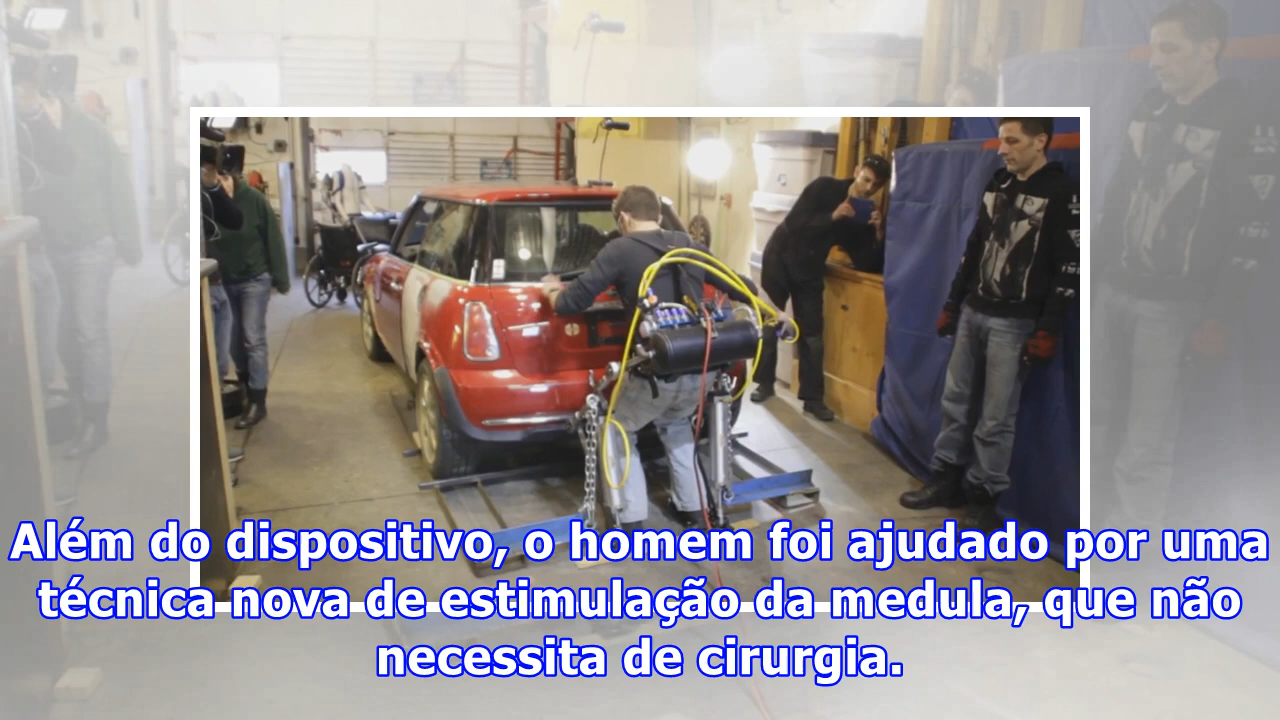 Além do dispositivo, o homem foi ajudado por uma
técnica nova de estimulação da medula, que não
necessita de cirurgia.